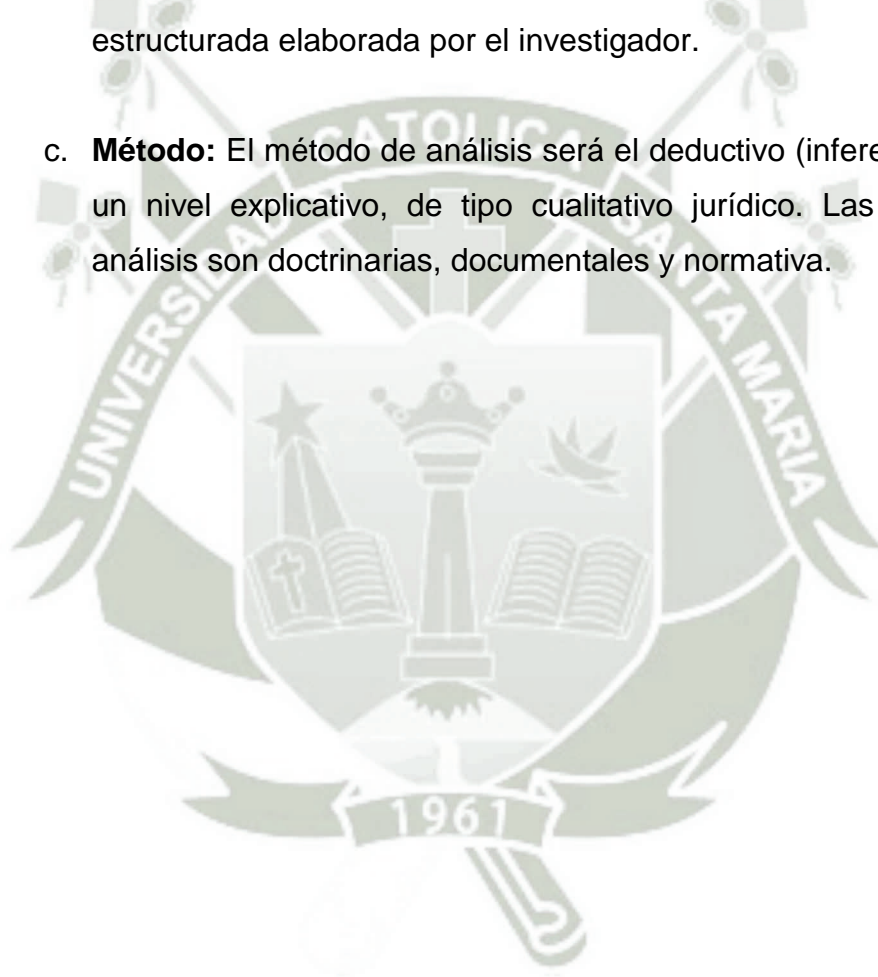 estructurada elaborada por el investigador.
c. Método: El método de análisis será el deductivo (infere
un nivel explicativo, de tipo cualitativo jurídico. Las
análisis son doctrinarias, documentales y normativa.
UNIVERSIDAD CATOLICA SANTA MARIA
1961